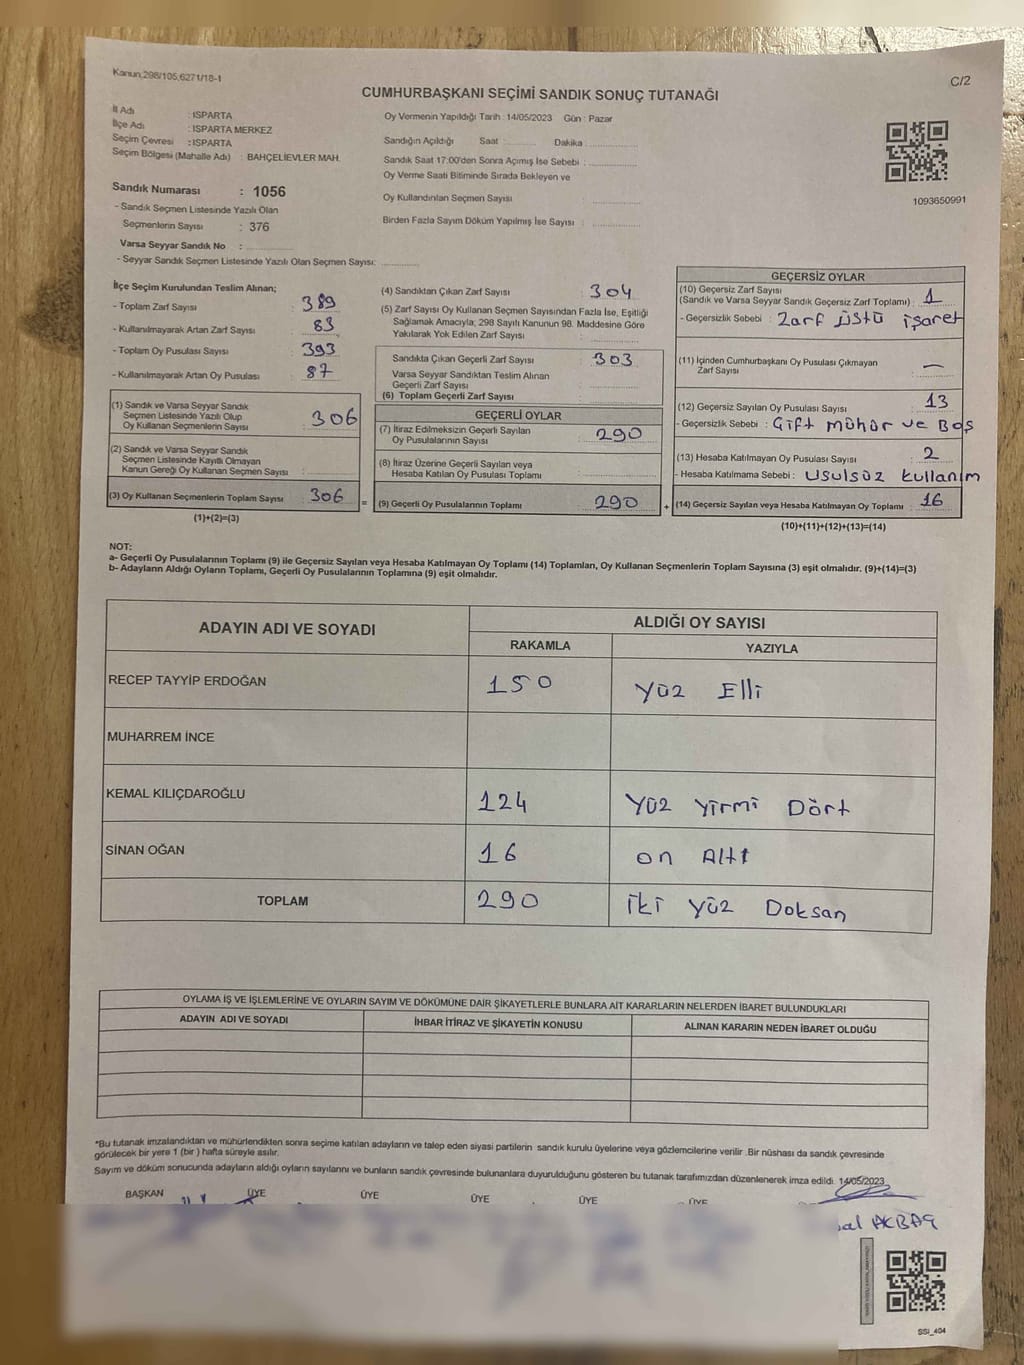 Kanun;298/105;6271/18-1
C/2
CUMHURBAŞKANI SEÇİMİ SANDIK SONUÇ TUTANAĞI
İl Adı : ISPARTA
İlçe Adı : ISPARTA MERKEZ
Seçim Çevresi : ISPARTA
Seçim Bölgesi (Mahalle Adı) : BAHÇELİEVLER MAH.
Sandık Numarası : 1056
- Sandık Seçmen Listesinde Yazılı Olan
Seçmenlerin Sayısı : 376
Varsa Seyyar Sandık No :
- Seyyar Sandık Seçmen Listesinde Yazılı Olan Seçmen Sayısı:
Oy Vermenin Yapıldığı Tarih : 14/05/2023 Gün : Pazar
Sandığın Açıldığı Saat : Dakika :
Sandık Saat 17:00'den Sonra Açımış İse Sebebi :
Oy Verme Saati Bitiminde Sırada Bekleyen ve
Oy Kullandırılan Seçmen Sayısı
Birden Fazla Sayım Döküm Yapılmış İse Sayısı :
1093650991
İlçe Seçim Kurulundan Teslim Alınan;
- Toplam Zarf Sayısı : 389
- Kullanılmayarak Artan Zarf Sayısı : 83
- Toplam Oy Pusulası Sayısı : 393
- Kullanılmayarak Artan Oy Pusulası : 87
(1) Sandık ve Varsa Seyyar Sandık
Seçmen Listesinde Yazılı Olup
Oy Kullanan Seçmenlerin Sayısı : 306
(2) Sandık ve Varsa Seyyar Sandık
Seçmen Listesinde Kayıtlı Olmayan
Kanun Gereği Oy Kullanan Seçmen Sayısı :
(3) Oy Kullanan Seçmenlerin Toplam Sayısı : 306 =
(1)+(2)=(3)
(4) Sandıktan Çıkan Zarf Sayısı : 304
(5) Zarf Sayısı Oy Kullanan Seçmen Sayısından Fazla İse, Eşitliği
Sağlamak Amacıyla; 298 Sayılı Kanunun 98. Maddesine Göre
Yakılarak Yok Edilen Zarf Sayısı :
Sandıkta Çıkan Geçerli Zarf Sayısı : 303
Varsa Seyyar Sandıktan Teslim Alınan
Geçerli Zarf Sayısı :
(6) Toplam Geçerli Zarf Sayısı :
GEÇERLİ OYLAR
(7) İtiraz Edilmeksizin Geçerli Sayılan
Oy Pusulalarının Sayısı : 290
(8) İtiraz Üzerine Geçerli Sayılan veya
Hesaba Katılan Oy Pusulası Toplamı :
(9) Geçerli Oy Pusulalarının Toplamı : 290 +
GEÇERSİZ OYLAR
(10) Geçersiz Zarf Sayısı
(Sandık ve Varsa Seyyar Sandık Geçersiz Zarf Toplamı) : 1
- Geçersizlik Sebebi : Zarf üstü işaret
(11) İçinden Cumhurbaşkanı Oy Pusulası Çıkmayan
Zarf Sayısı : —
(12) Geçersiz Sayılan Oy Pusulası Sayısı : 13
- Geçersizlik Sebebi : Çift mühür ve Boş
(13) Hesaba Katılmayan Oy Pusulası Sayısı : 2
- Hesaba Katılmama Sebebi : Usulsüz kullanım
(14) Geçersiz Sayılan veya Hesaba Katılmayan Oy Toplamı : 16
(10)+(11)+(12)+(13)=(14)
NOT:
a- Geçerli Oy Pusulalarının Toplamı (9) ile Geçersiz Sayılan veya Hesaba Katılmayan Oy Toplamı (14) Toplamları, Oy Kullanan Seçmenlerin Toplam Sayısına (3) eşit olmalıdır. (9)+(14)=(3)
b- Adayların Aldığı Oyların Toplamı, Geçerli Oy Pusulalarının Toplamına (9) eşit olmalıdır.
ADAYIN ADI VE SOYADI
ALDIĞI OY SAYISI
RAKAMLA YAZIYLA
RECEP TAYYİP ERDOĞAN 150 Yüz Elli
MUHARREM İNCE
KEMAL KILIÇDAROĞLU 124 Yüz Yirmi Dört
SİNAN OĞAN 16 on Altı
TOPLAM 290 iki Yüz Doksan
OYLAMA İŞ VE İŞLEMLERİNE VE OYLARIN SAYIM VE DÖKÜMÜNE DAİR ŞİKAYETLERLE BUNLARA AİT KARARLARIN NELERDEN İBARET BULUNDUKLARI
ADAYIN ADI VE SOYADI İHBAR İTİRAZ VE ŞİKAYETİN KONUSU ALINAN KARARIN NEDEN İBARET OLDUĞU
*Bu tutanak imzalandıktan ve mühürlendikten sonra seçime katılan adayların ve talep eden siyasi partilerin sandık kurulu üyelerine veya gözlemcilerine verilir .Bir nüshası da sandık çevresinde
görülecek bir yere 1 (bir ) hafta süreyle asılır.
Sayım ve döküm sonucunda adayların aldığı oyların sayılarını ve bunların sandık çevresinde bulunanlara duyurulduğunu gösteren bu tutanak tarafımızdan düzenlenerek imza edildi. 14/05/2023
BAŞKAN ÜYE ÜYE ÜYE ÜYE ÜYE
AKBAŞ
SSİ_404